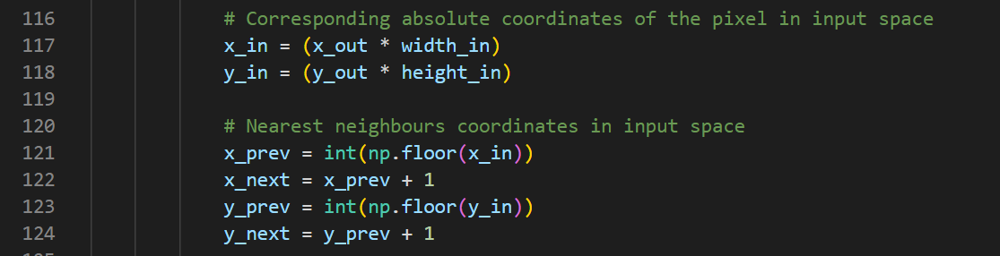 116 # Corresponding absolute coordinates of the pixel in input space
117 x_in = (x_out * width_in)
118 y_in = (y_out * height_in)
119
120 # Nearest neighbours coordinates in input space
121 x_prev = int(np.floor(x_in))
122 x_next = x_prev + 1
123 y_prev = int(np.floor(y_in))
124 y_next = y_prev + 1